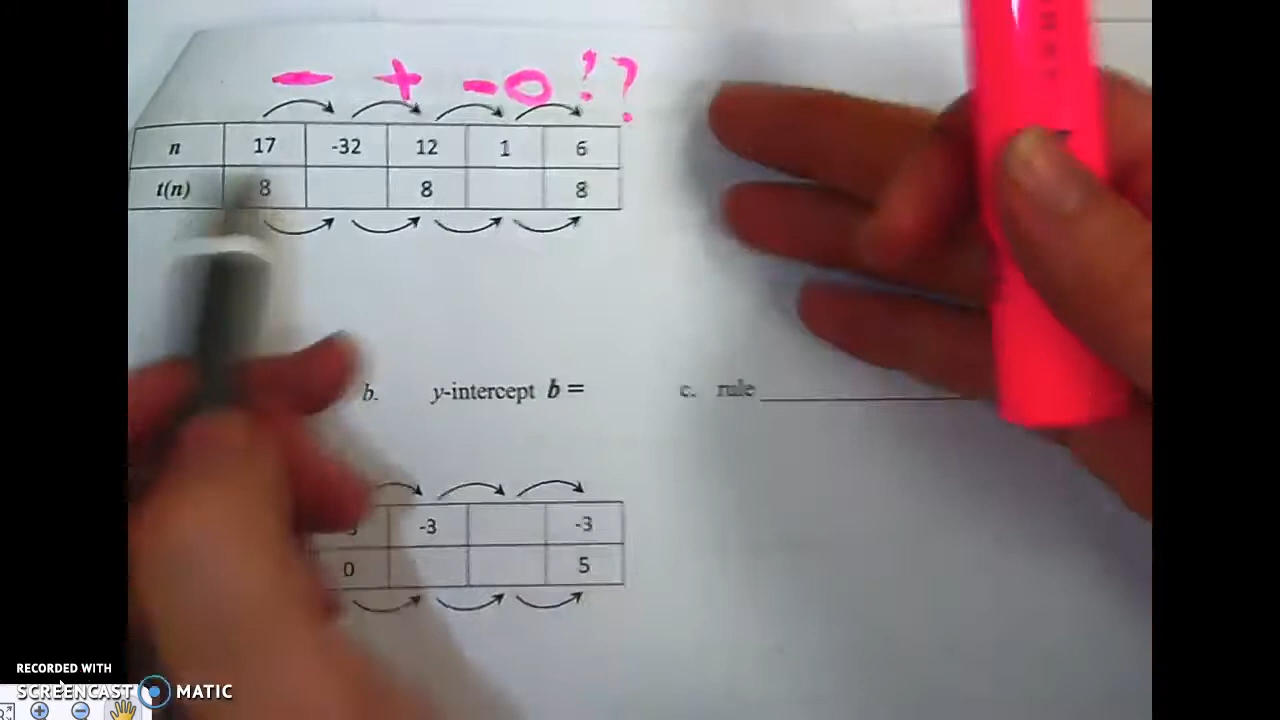 - + - 0 !?
n 17 -32 12 1 6
t(n) 8 8 8
b. y-intercept b =
c. rule
-3 -3
0 5
RECORDED WITH
SCREENCAST MATIC